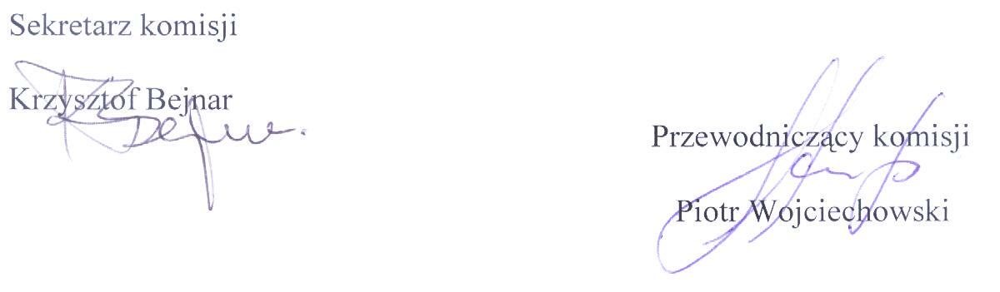 Sekretarz komisji
Krzysztof Bejnar
Przewodniczący komisji
Piotr Wojciechowski